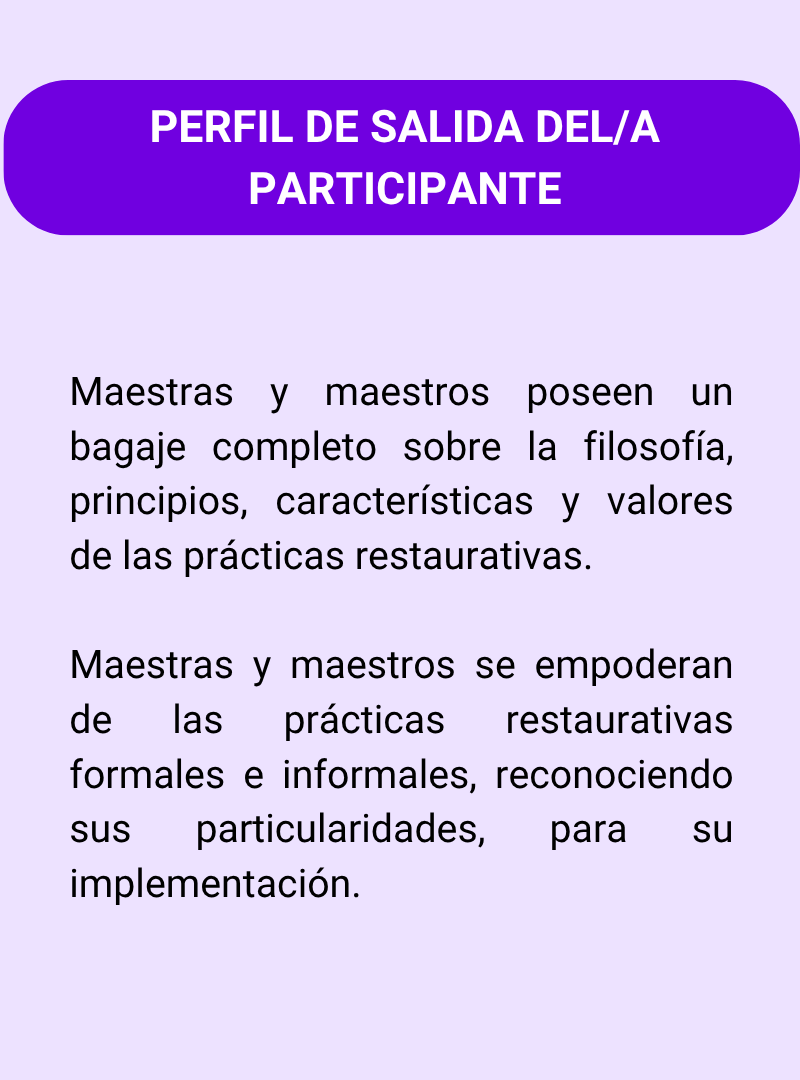 PERFIL DE SALIDA DEL/A
PARTICIPANTE
Maestras y maestros poseen un
bagaje completo sobre la filosofía,
principios, características y valores
de las prácticas restaurativas.
Maestras y maestros se empoderan
de las prácticas restaurativas
formales e informales, reconociendo
sus particularidades, para su
implementación.